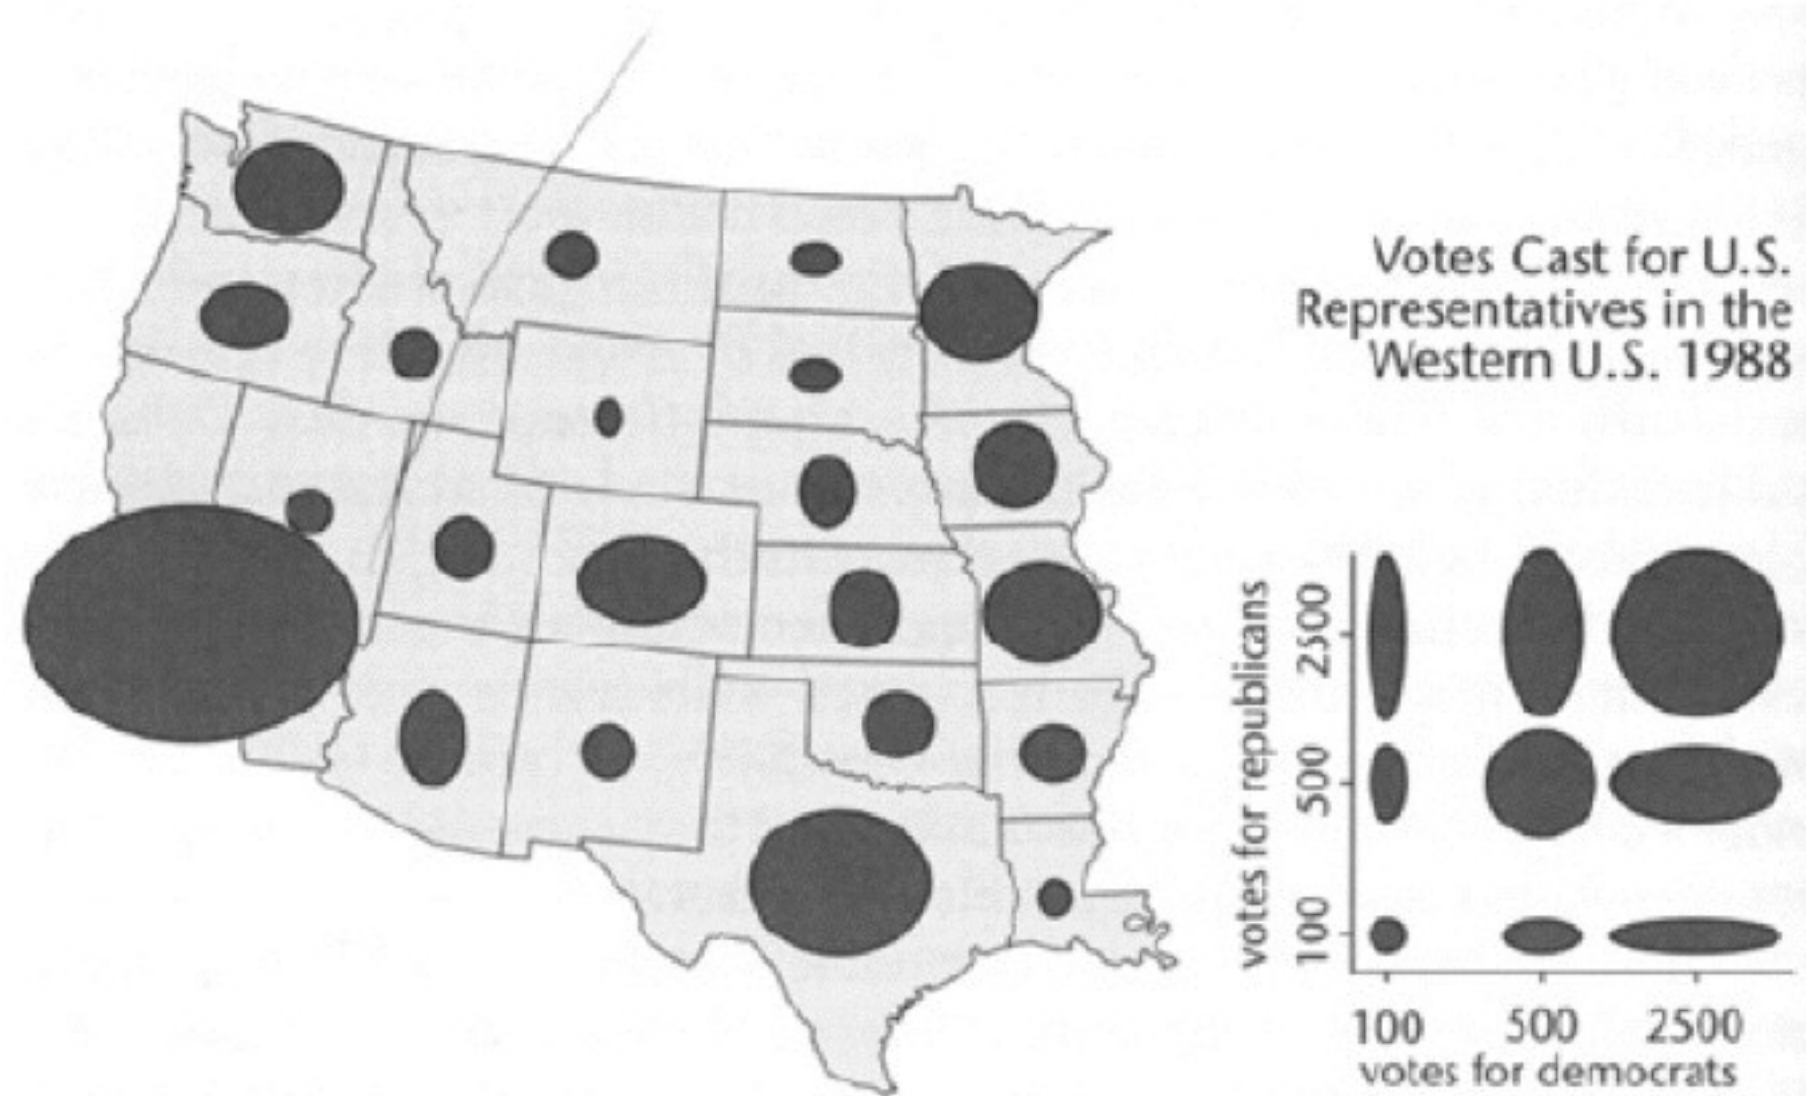 Votes Cast for U.S.
Representatives in the
Western U.S. 1988
votes for republicans
2500
500
100
100 500 2500
votes for democrats